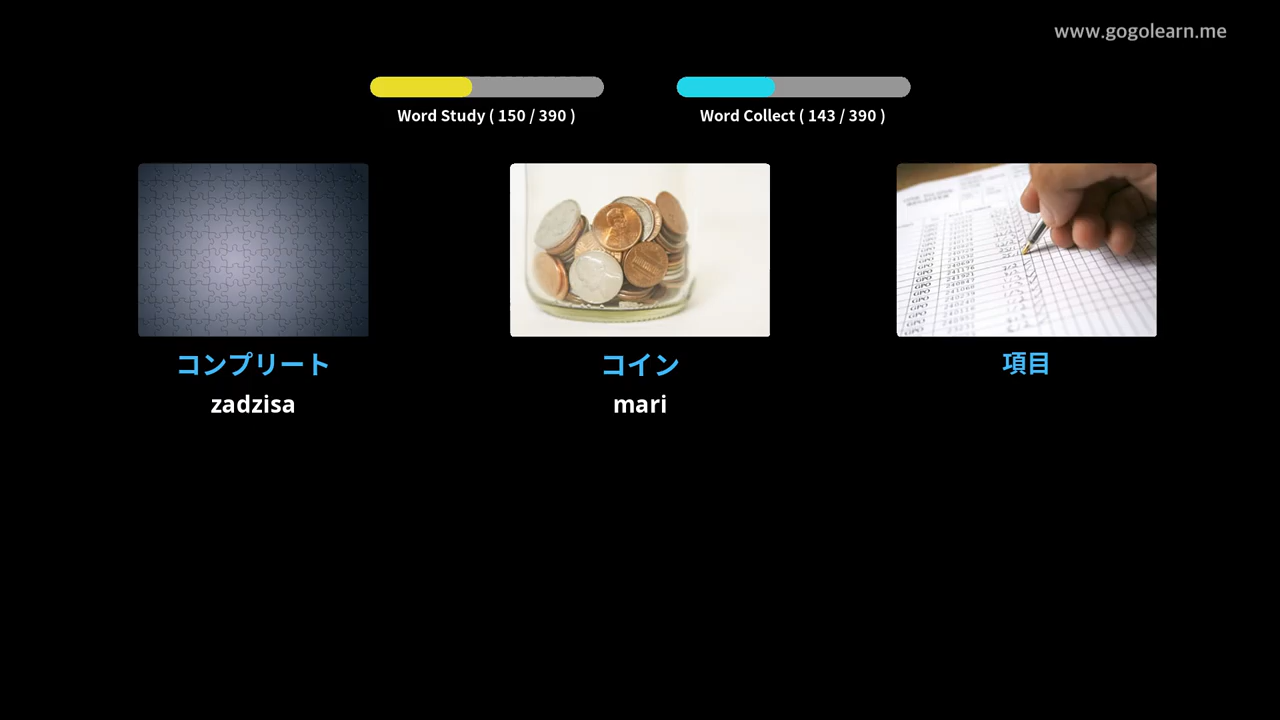 www.gogolearn.me
Word Study ( 150 / 390 )
Word Collect ( 143 / 390 )
コンプリート
zadzisa
コイン
mari
項目